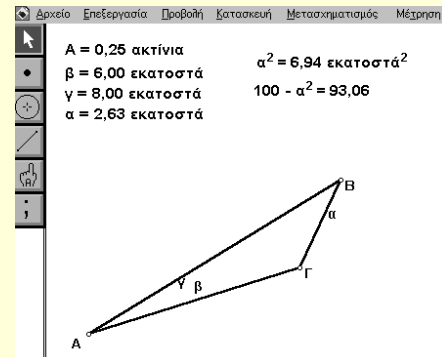 Αρχείο Επεξεργασία Προβολή Κατασκευή Μετασχηματισμός Μέτρηση
A = 0,25 ακτίνια
β = 6,00 εκατοστά
γ = 8,00 εκατοστά
α = 2,63 εκατοστά
α² = 6,94 εκατοστά²
100 - α² = 93,06
B
α
Γ
γ
β
A
A
;